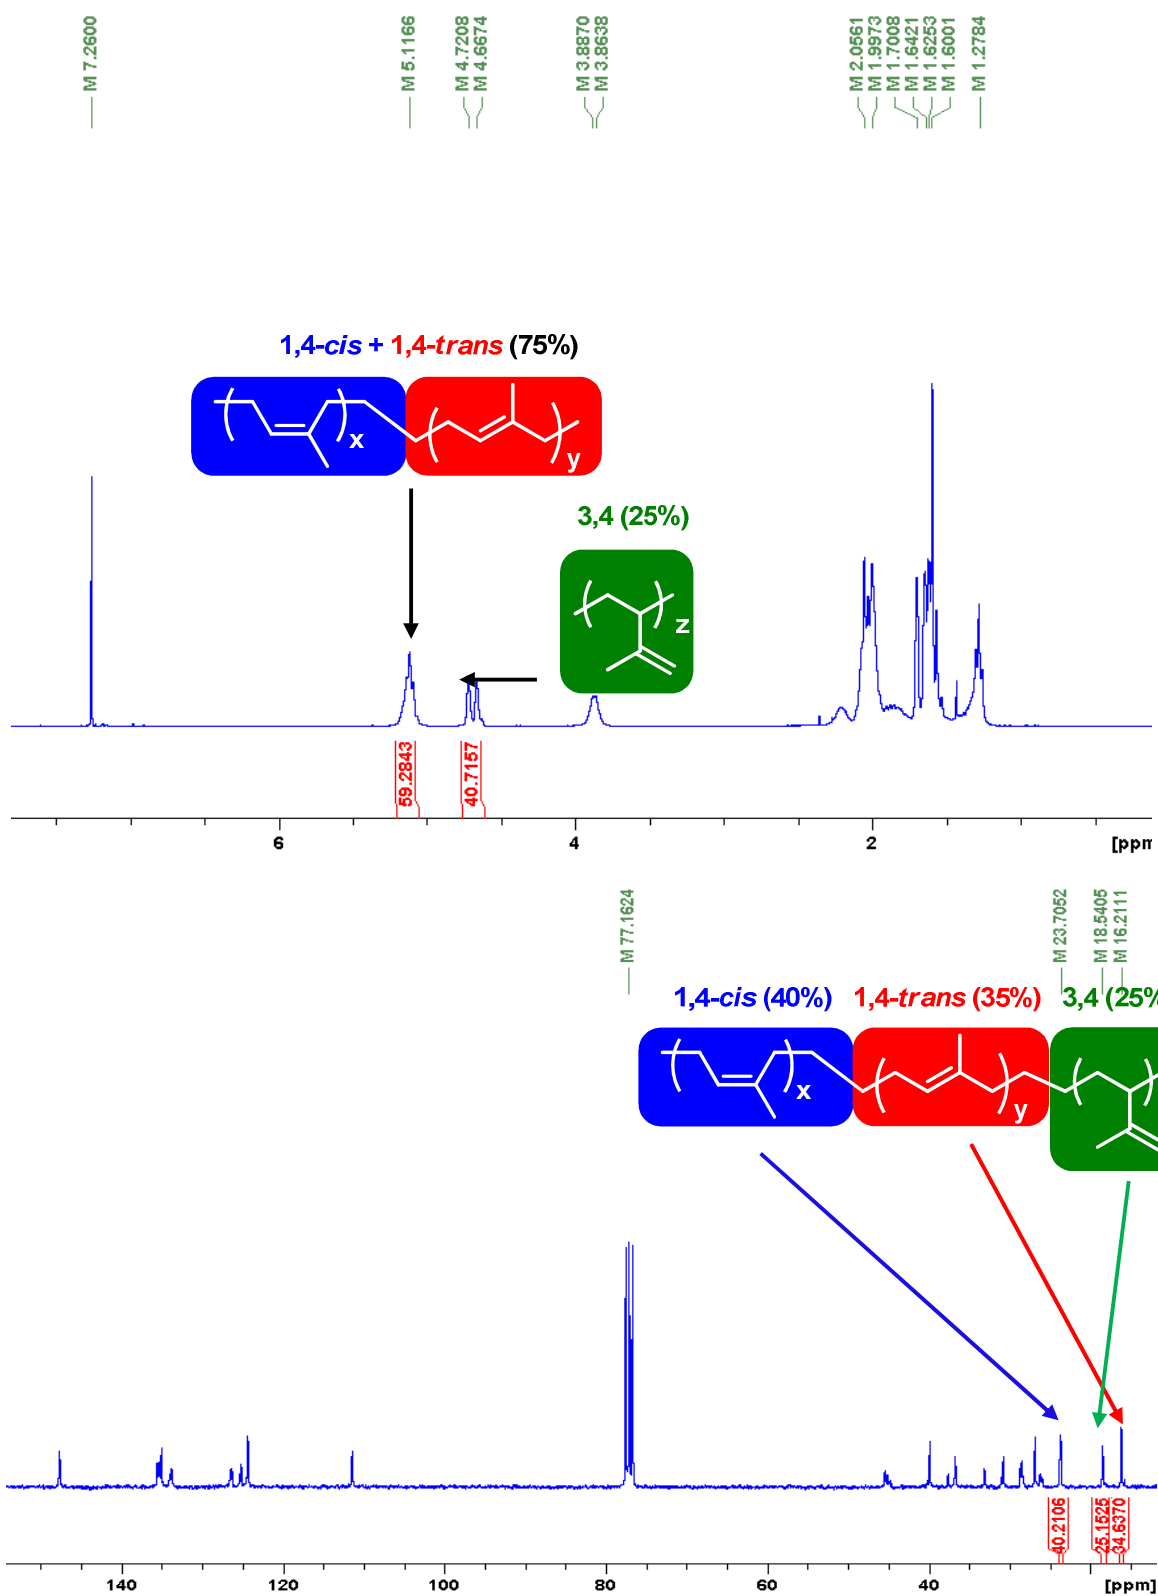 M 7.2600
M 5.1166
M 4.7208
M 4.6674
M 3.8870
M 3.8638
M 2.0561
M 1.9973
M 1.7008
M 1.6421
M 1.6253
M 1.6001
M 1.2784
1,4-cis + 1,4-trans (75%)
x
y
3,4 (25%)
z
59.2843
40.7157
6
4
2
[ppm
M 77.1624
M 23.7052
M 18.5405
M 16.2111
1,4-cis (40%)
1,4-trans (35%)
3,4 (25%
x
y
40.2106
25.1525
34.6370
140
120
100
80
60
40
[ppm]